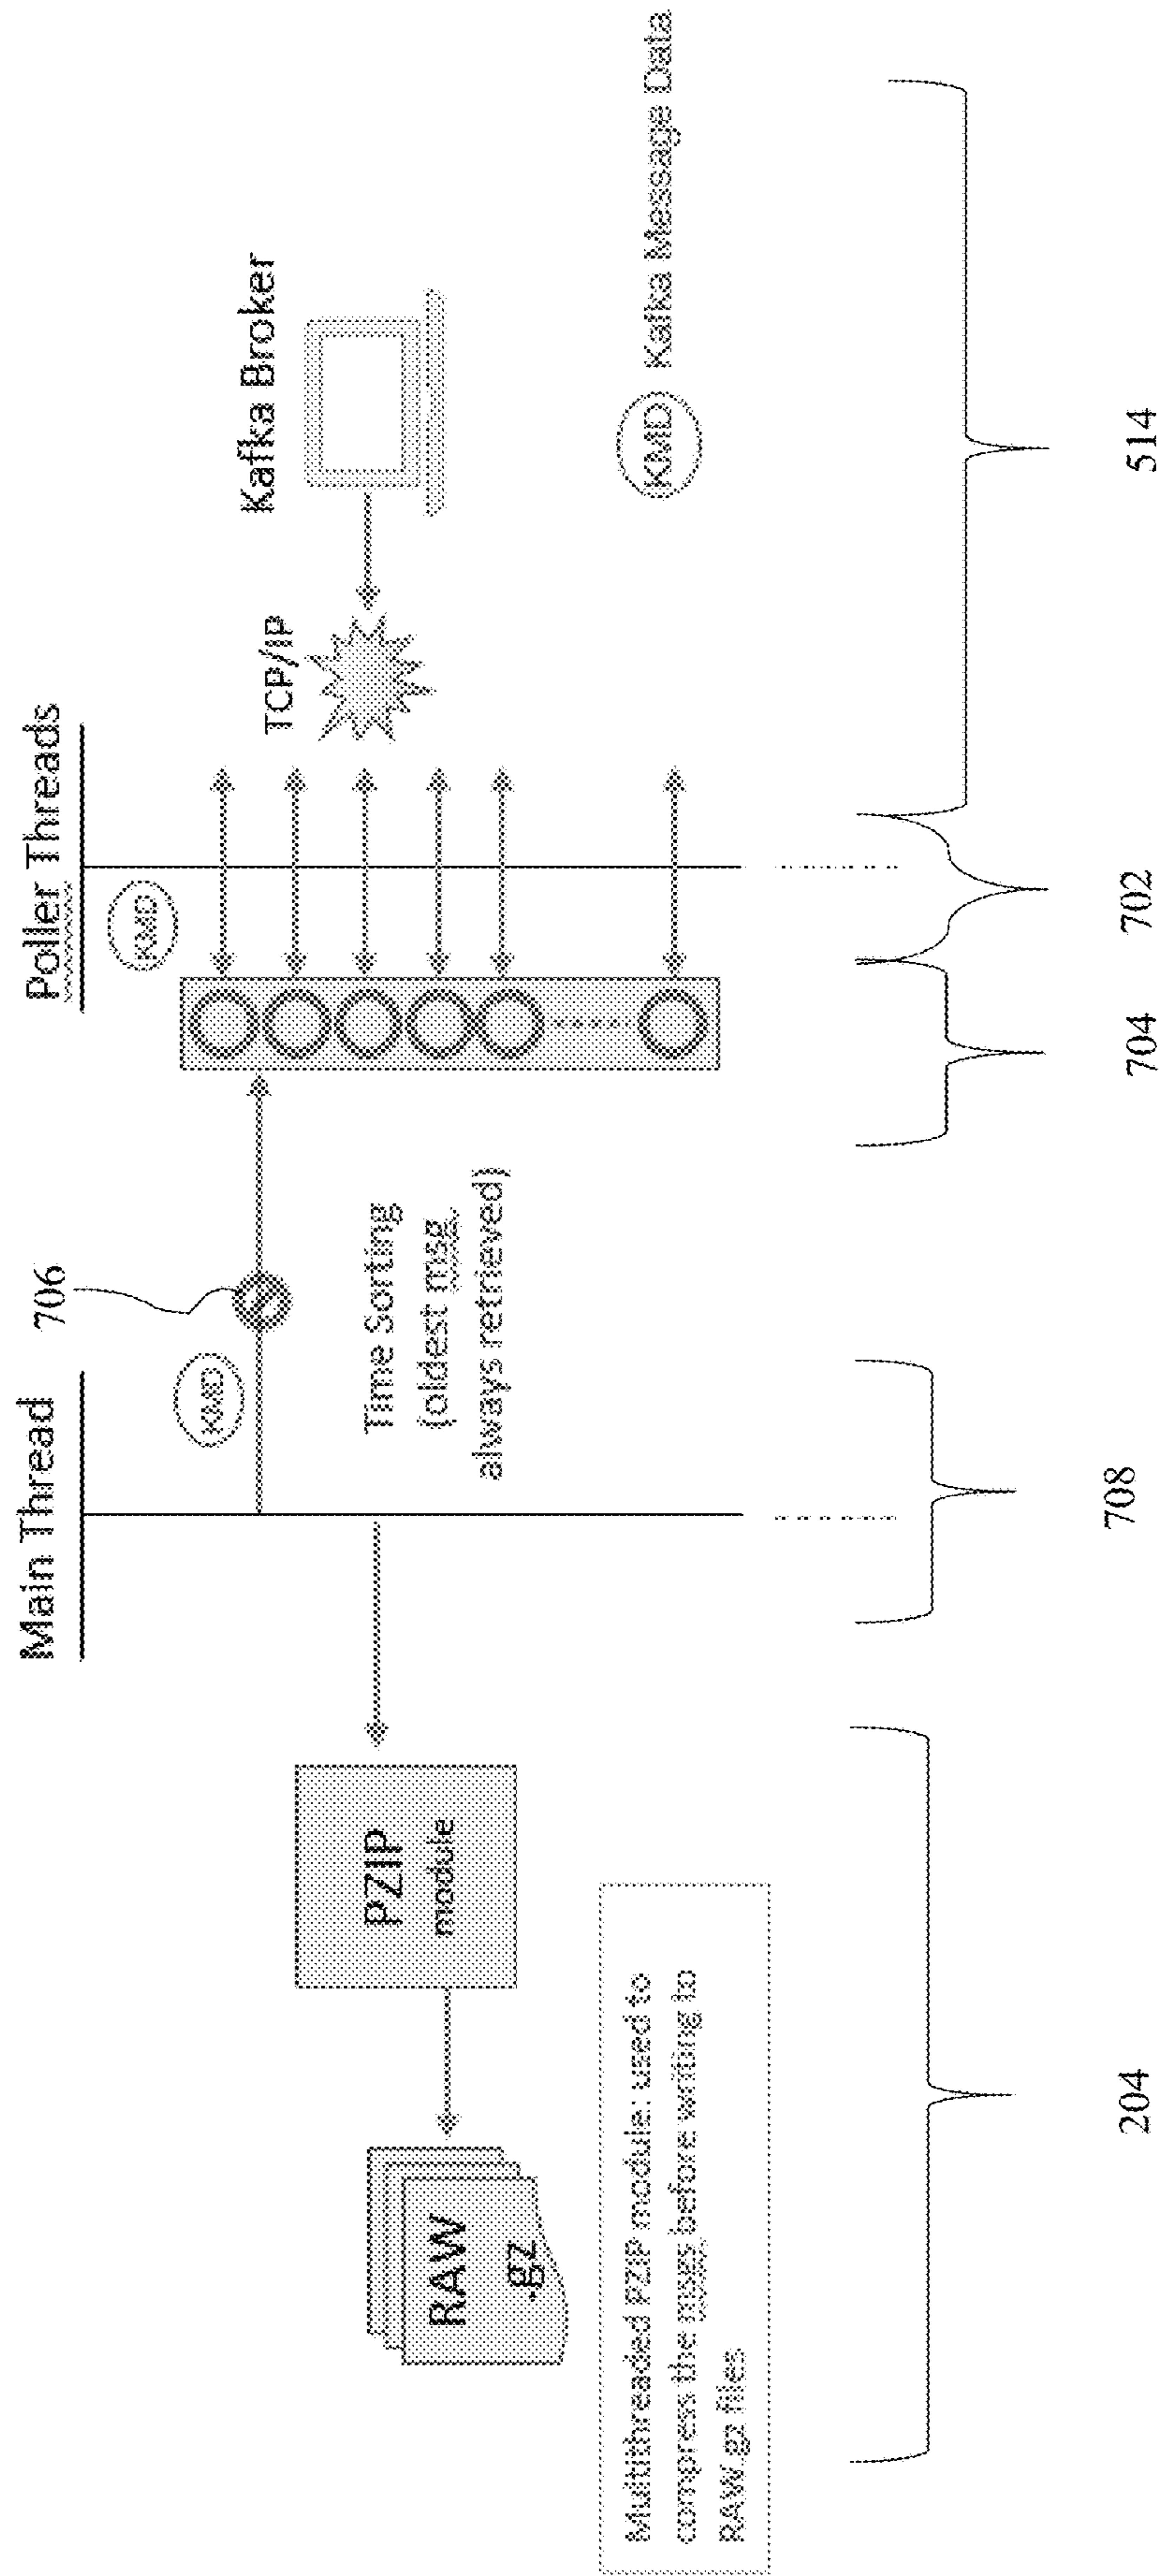 Main Thread
706
Poller Threads
KMD
KMD
Kafka Broker
TCP/IP
PZIP
module
RAW
.gz
Time Sorting
(oldest msg.
always retrieved)
KMD
Kafka Message Data
Multithreaded PZIP module: used to
compress the mses before writing to
RAW.gz files
204
708
704
702
514